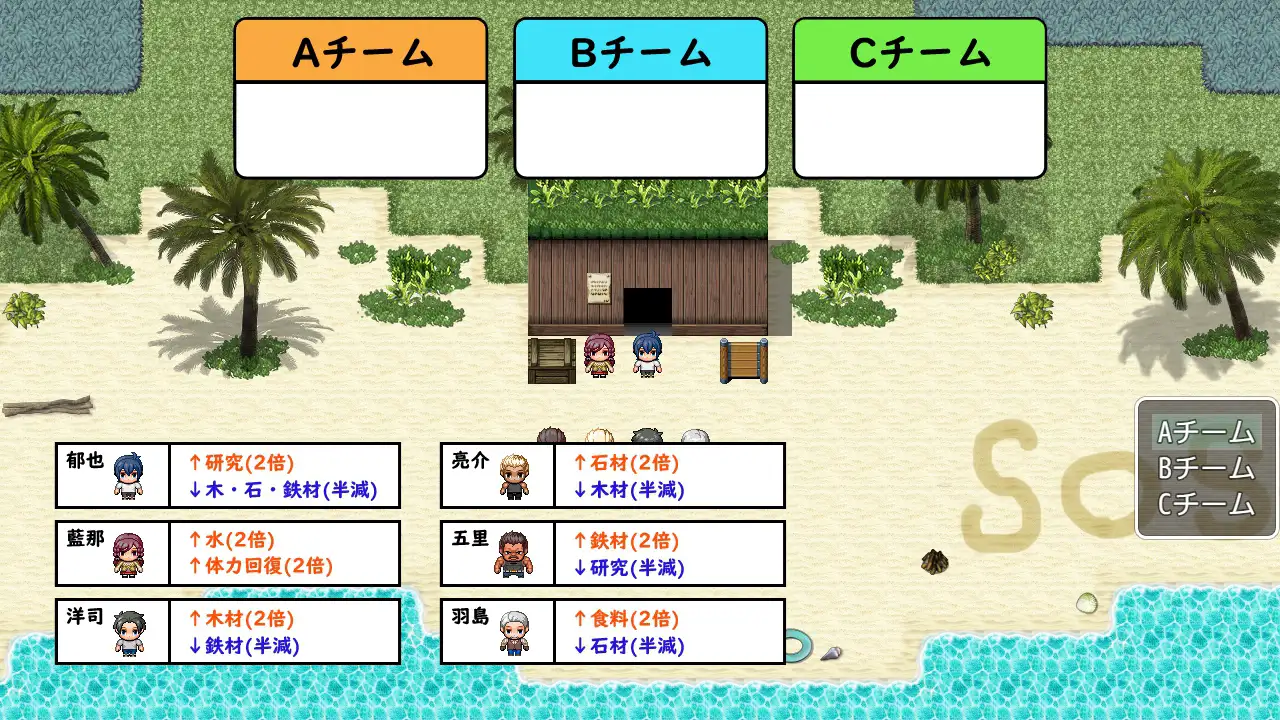 Aチーム
Bチーム
Cチーム
郁也
↑研究(2倍)
↓木・石・鉄材(半減)
亮介
↑石材(2倍)
↓木材(半減)
藍那
↑水(2倍)
↑体力回復(2倍)
五里
↑鉄材(2倍)
↓研究(半減)
洋司
↑木材(2倍)
↓鉄材(半減)
羽島
↑食料(2倍)
↓石材(半減)
Aチーム
Bチーム
Cチーム
SOS